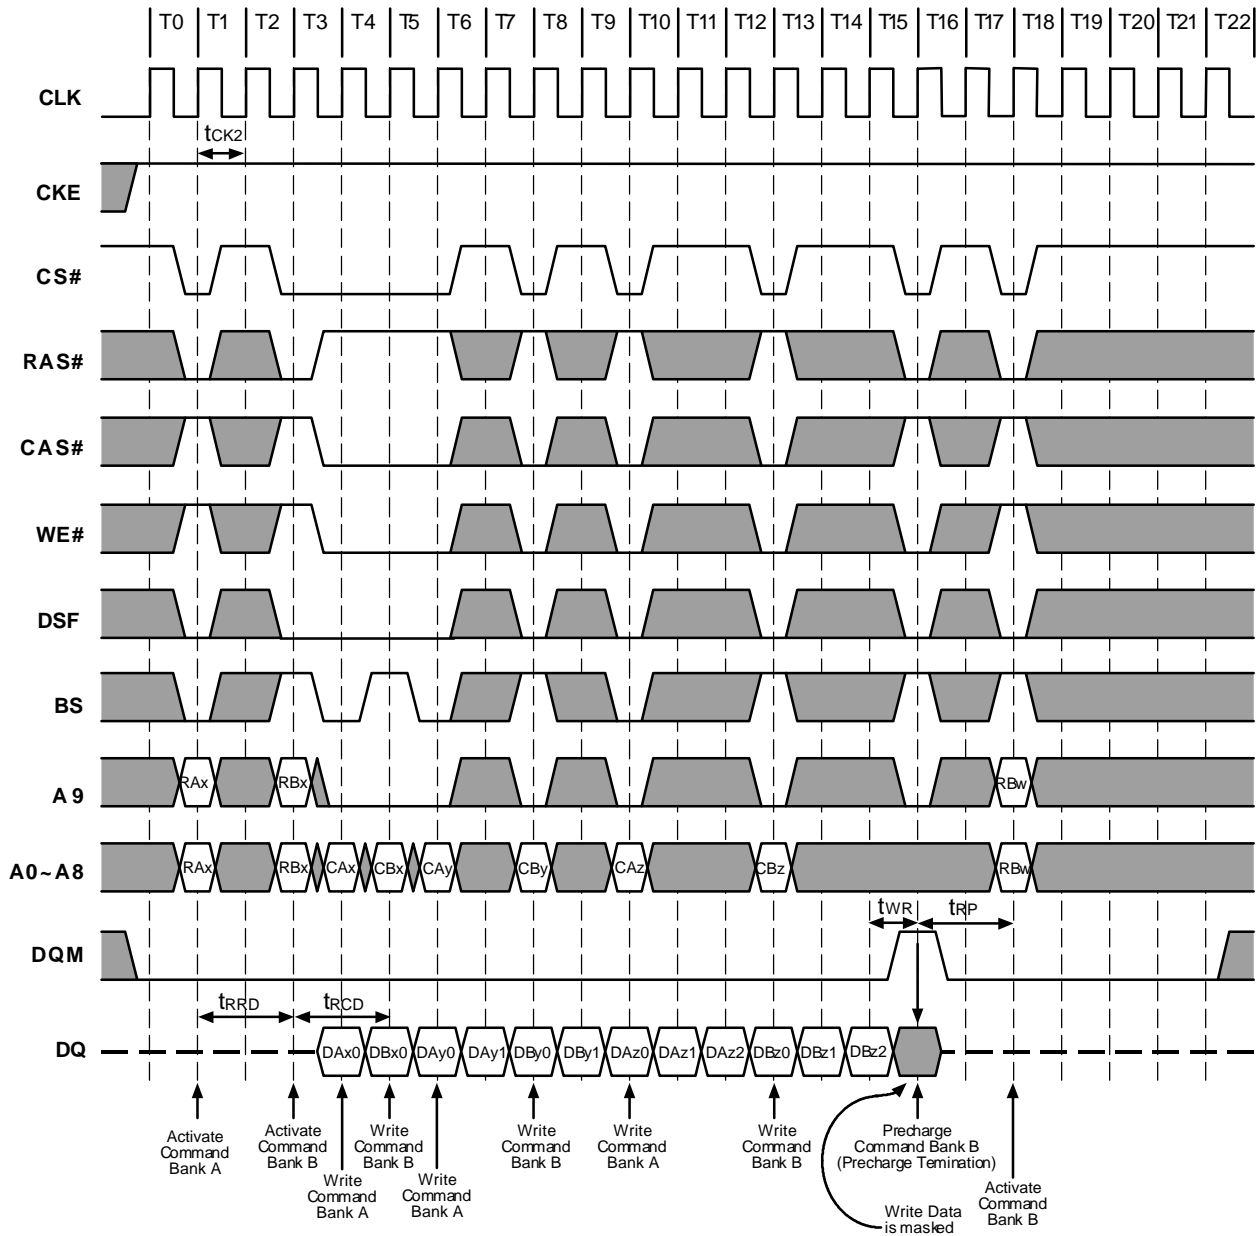 T0 T1 T2 T3 T4 T5 T6 T7 T8 T9 T10 T11 T12 T13 T14 T15 T16 T17 T18 T19 T20 T21 T22
CLK
tCK2
CKE
CS#
RAS#
CAS#
WE#
DSF
BS
A9
RAx RBx RBw
A0~A8
RAx RBx CAx CBx CAy CBy CAz CBz RBw
tWR tRP
DQM
tRRD tRCD
DQ
DAx0 DBx0 DAy0 DAy1 DBy0 DBy1 DAz0 DAz1 DAz2 DBz0 DBz1 DBz2
Activate
Command
Bank A
Activate
Command
Bank B
Write
Command
Bank A
Write
Command
Bank B
Write
Command
Bank A
Write
Command
Bank B
Write
Command
Bank A
Write
Command
Bank B
Precharge
Command Bank B
(Precharge Temination)
Write Data
is masked
Activate
Command
Bank B